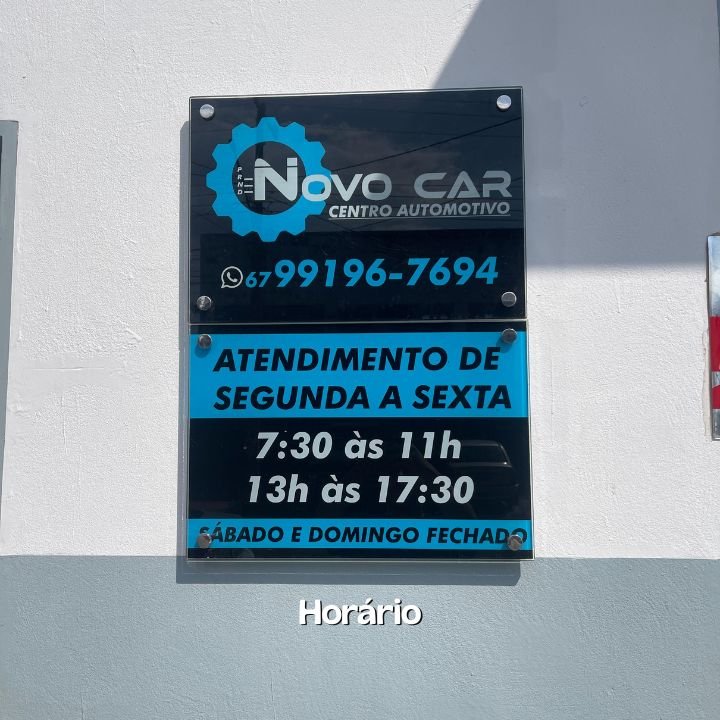 PRND
NOVO CAR
CENTRO AUTOMOTIVO
67 99196-7694
ATENDIMENTO DE
SEGUNDA A SEXTA
7:30 às 11h
13h às 17:30
SÁBADO E DOMINGO FECHADO
Horário